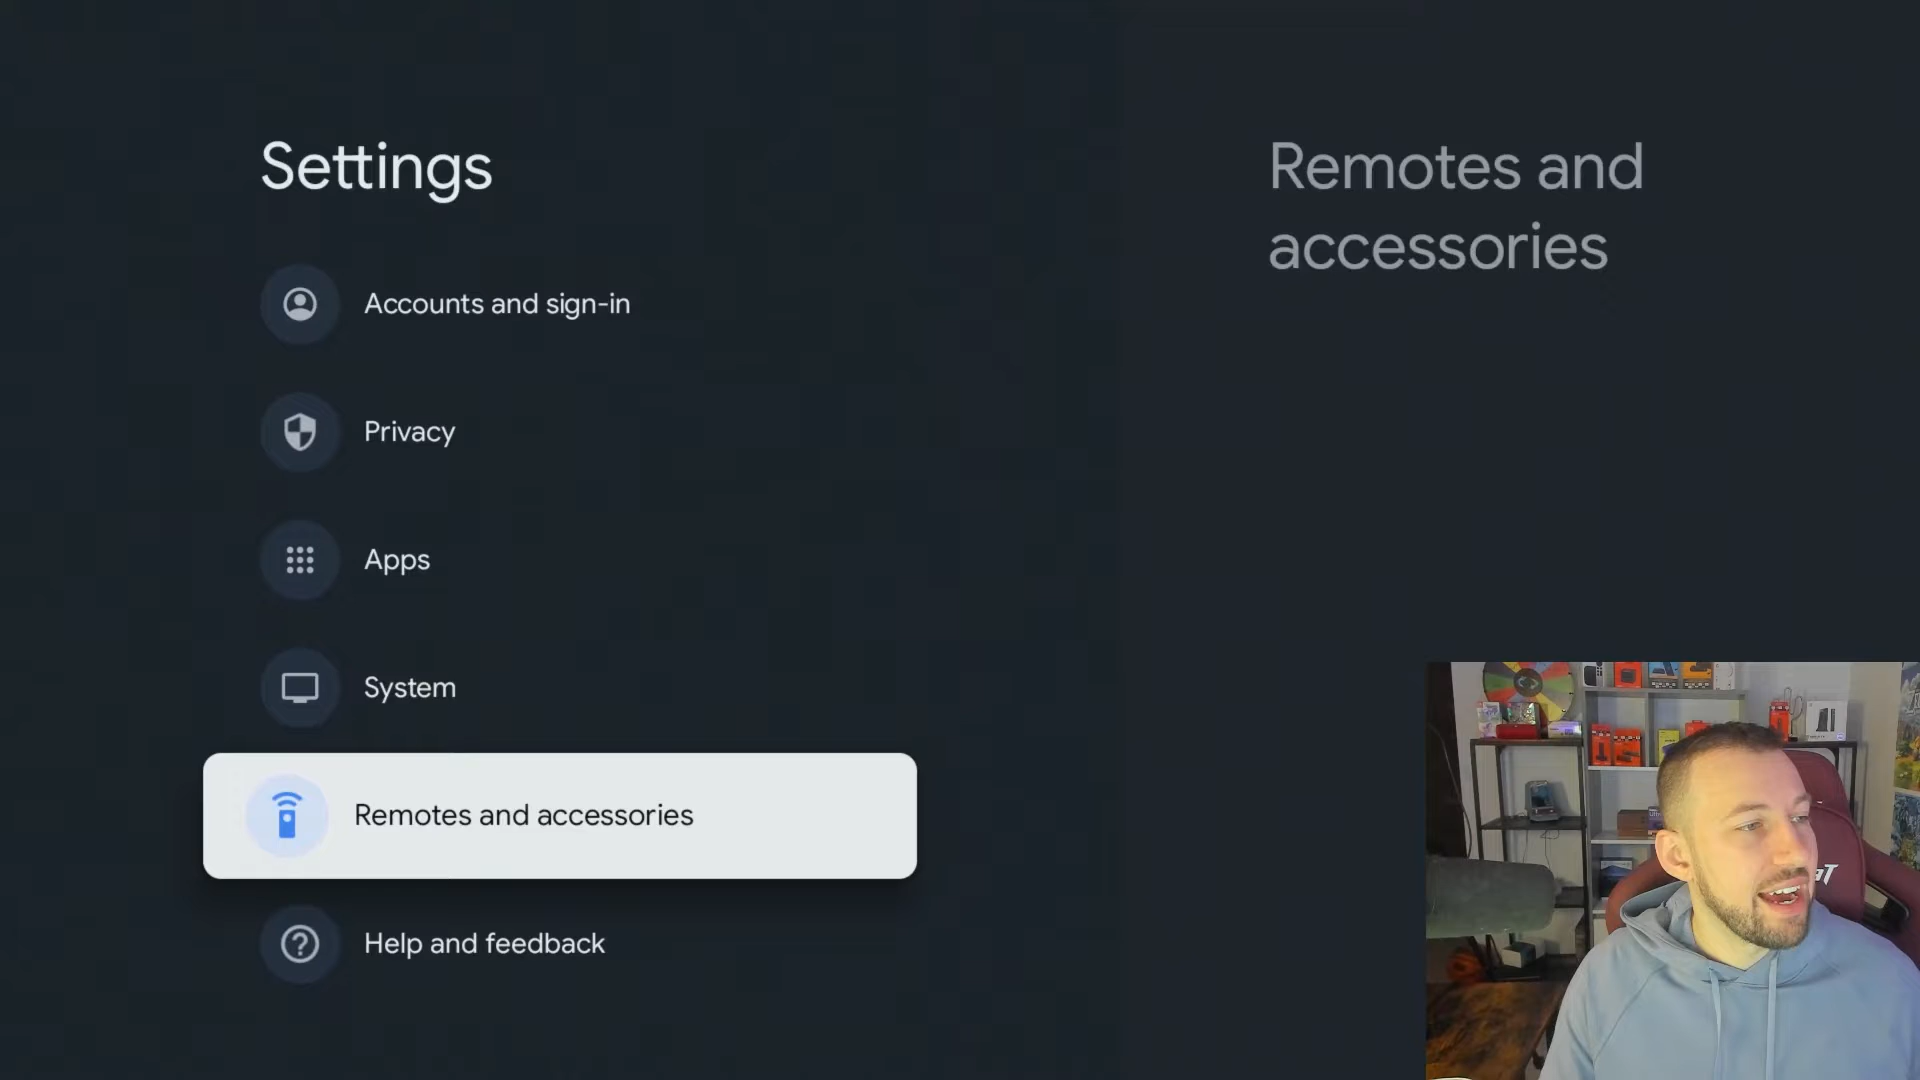 Settings
Accounts and sign-in
Privacy
Apps
System
Remotes and accessories
Help and feedback
Remotes and
accessories